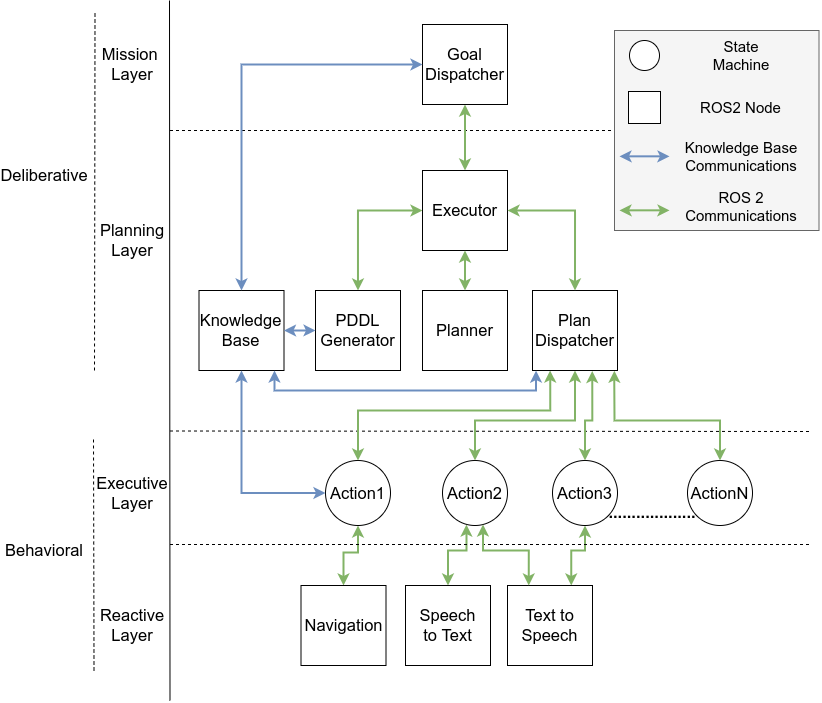 Mission
Layer
Goal
Dispatcher
State
Machine
ROS2 Node
Knowledge Base
Communications
ROS 2
Communications
Deliberative
Planning
Layer
Executor
Knowledge
Base
PDDL
Generator
Planner
Plan
Dispatcher
Behavioral
Executive
Layer
Action1
Action2
Action3
ActionN
Reactive
Layer
Navigation
Speech
to Text
Text to
Speech